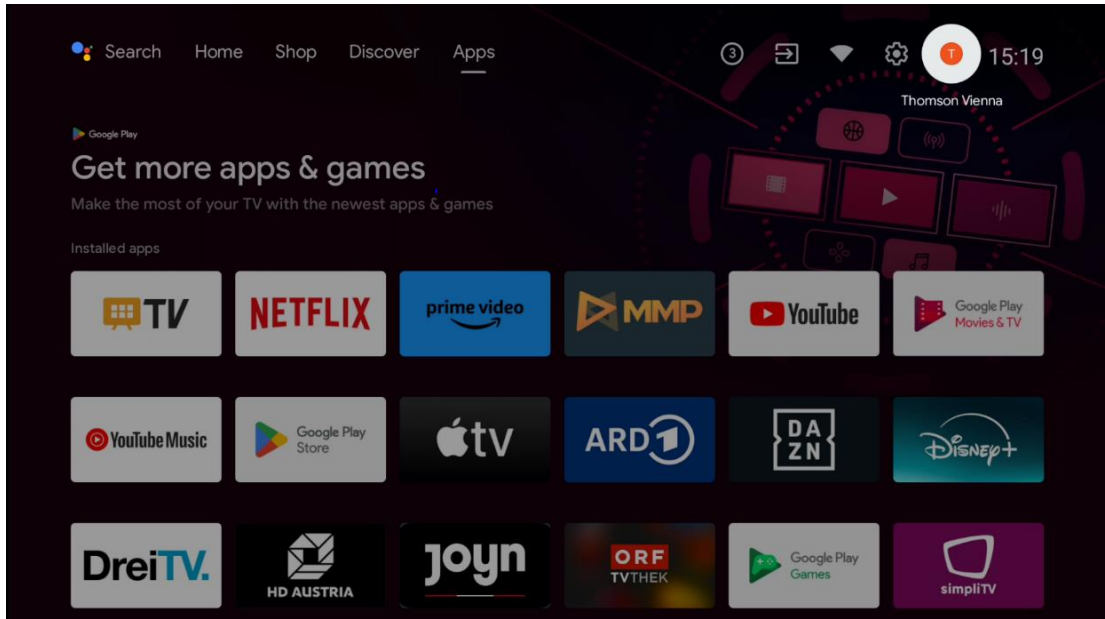 Search Home Shop Discover Apps 3 T 15:19
Thomson Vienna
Google Play
Get more apps & games
Make the most of your TV with the newest apps & games
Installed apps
TV NETFLIX prime video MMP YouTube Google Play
Movies & TV
YouTube Music Google Play
Store tv ARD 1 DA
ZN Disney+
DreiTV. HD AUSTRIA Joyn ORF
TVTHEK Google Play
Games simpliTV